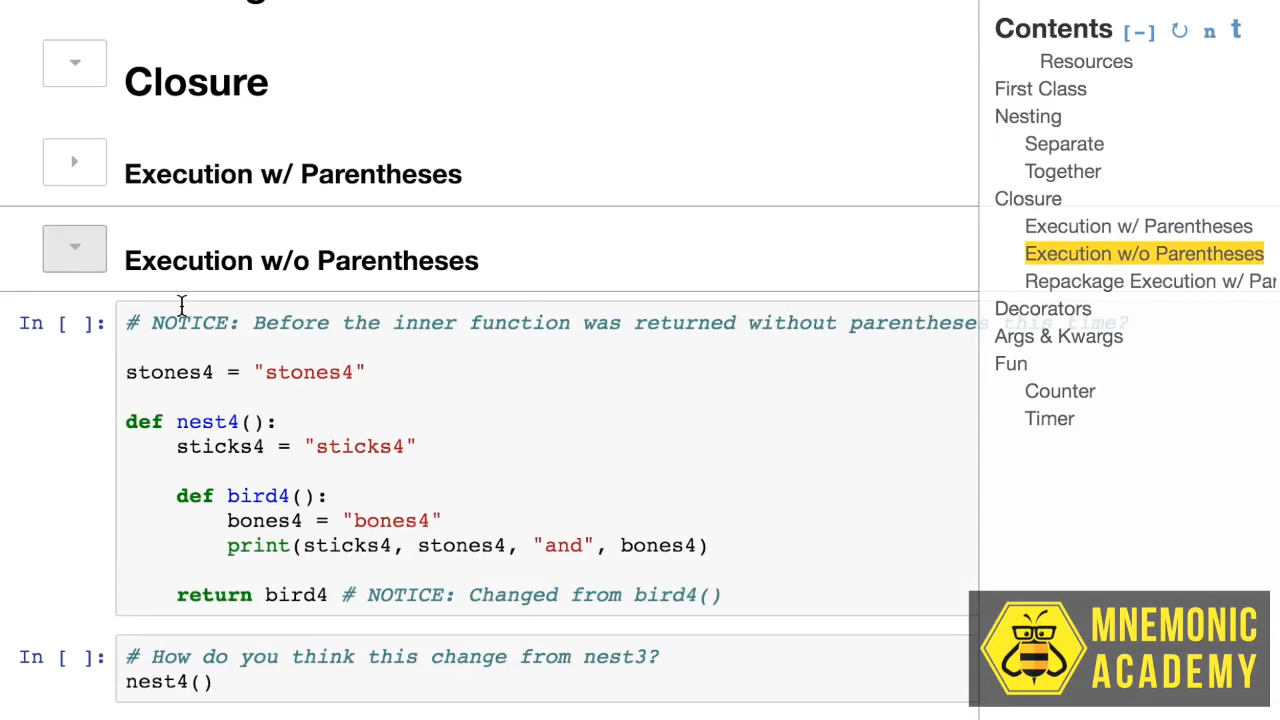 Closure
Execution w/ Parentheses
Execution w/o Parentheses
In [ ]:
# NOTICE: Before the inner function was returned without parentheses this time?
stones4 = "stones4"
def nest4():
sticks4 = "sticks4"
def bird4():
bones4 = "bones4"
print(sticks4, stones4, "and", bones4)
return bird4 # NOTICE: Changed from bird4()
In [ ]:
# How do you think this change from nest3?
nest4()
Contents [-] ↻ n t
Resources
First Class
Nesting
Separate
Together
Closure
Execution w/ Parentheses
Execution w/o Parentheses
Repackage Execution w/ Par
Decorators
Args & Kwargs
Fun
Counter
Timer
MNEMONIC
ACADEMY